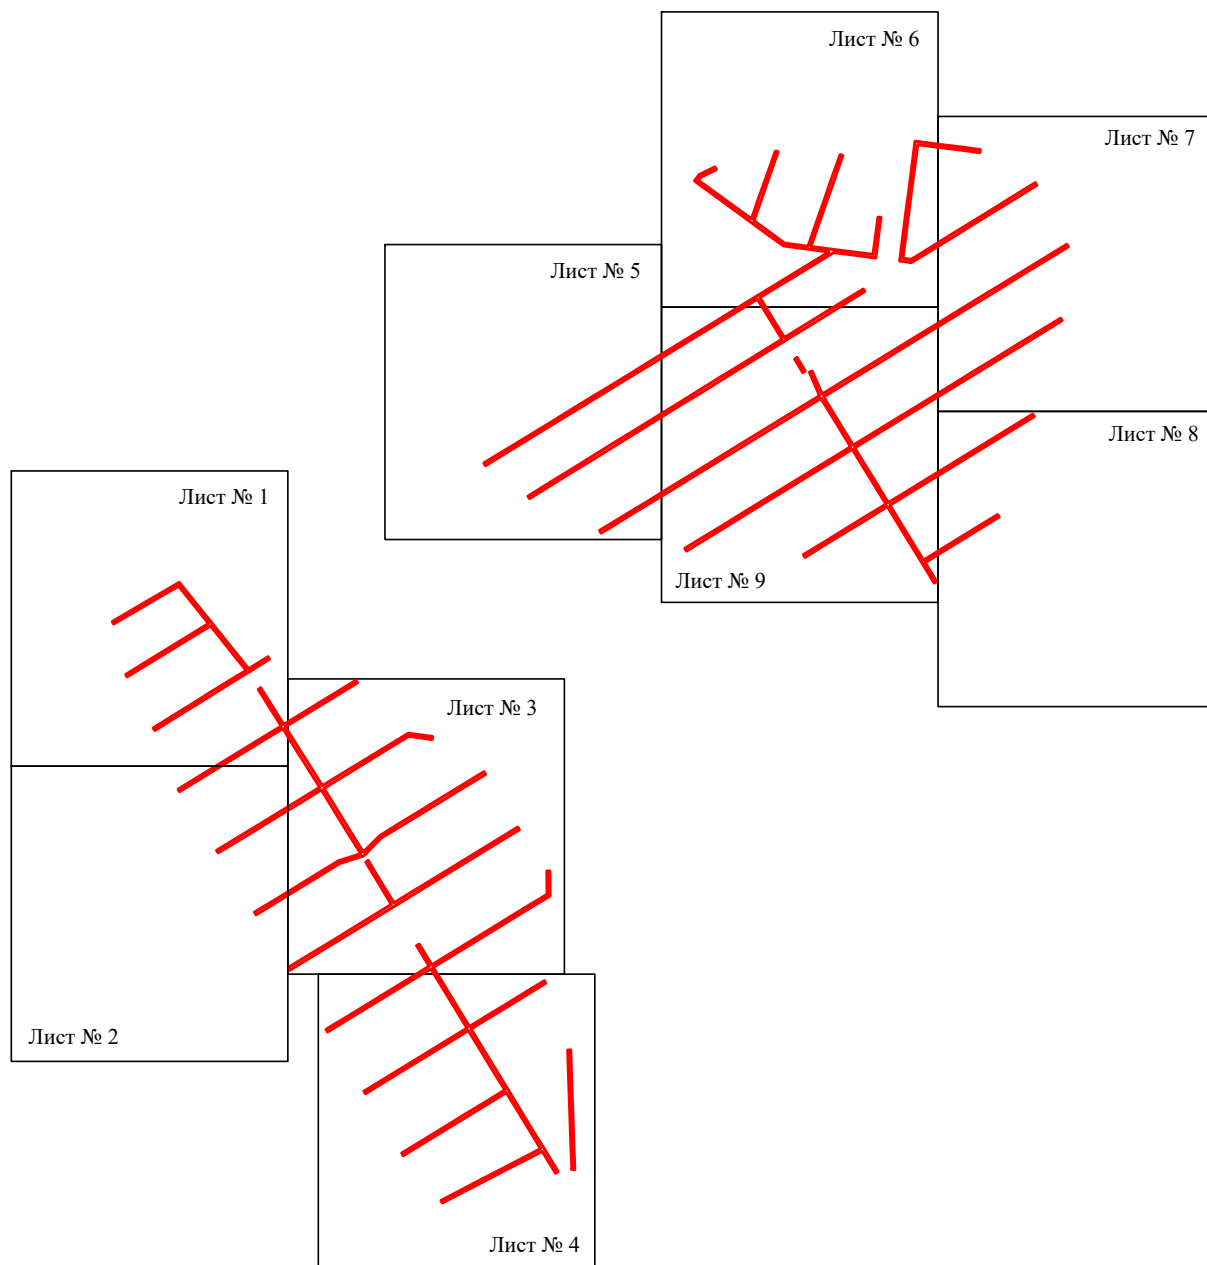 Лист № 6
Лист № 7
Лист № 5
Лист № 8
Лист № 1
Лист № 9
Лист № 3
Лист № 2
Лист № 4